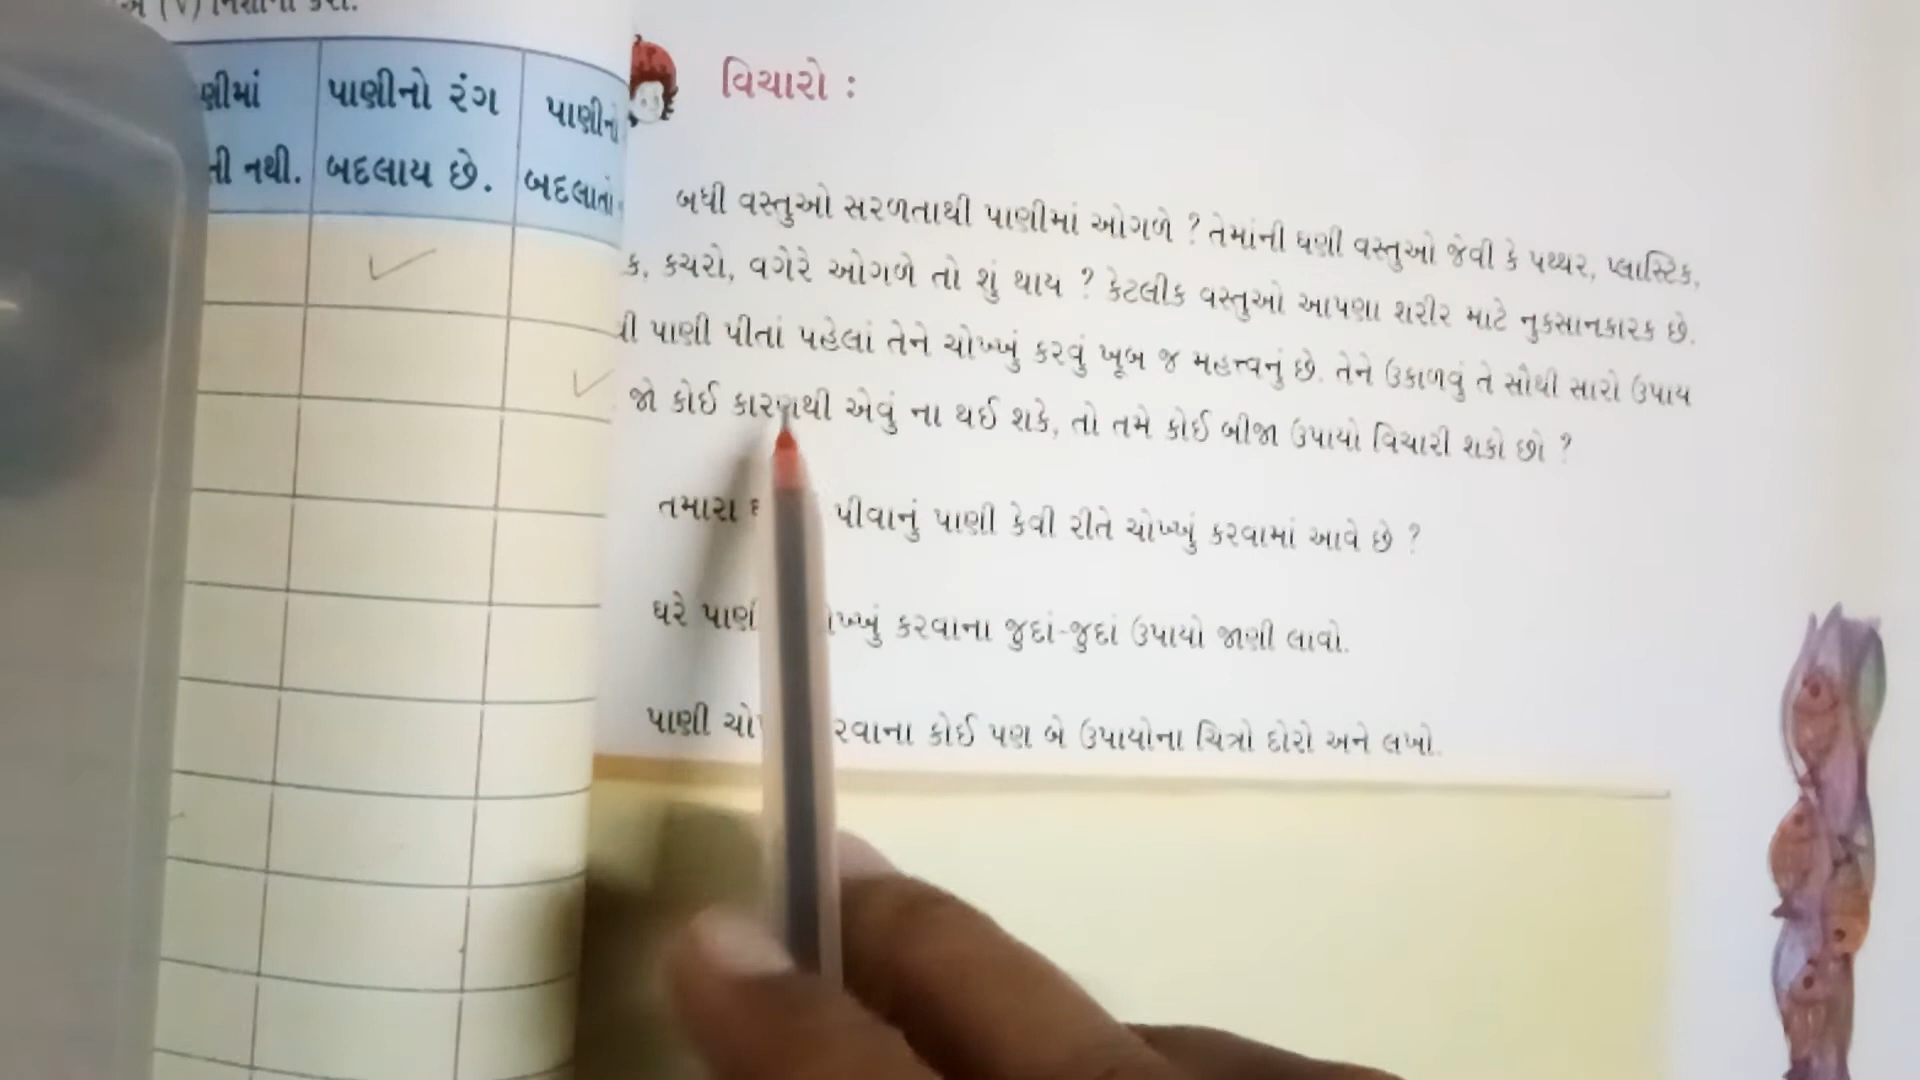 (√) નિશાની કરો.
નથી.
પાણીનો રંગ
બદલાય છે.
વિચારો :
બધી વસ્તુઓ સરળતાથી પાણીમાં ઓગળે ? તેમાંની ઘણી વસ્તુઓ જેવી કે પથ્થર, પ્લાસ્ટિક,
કચરો, વગેરે ઓગળે તો શું થાય ? કેટલીક વસ્તુઓ આપણા શરીર માટે નુકસાનકારક છે.
પાણી પીતાં પહેલાં તેને ચોખ્ખું કરવું ખૂબ જ મહત્ત્વનું છે. તેને ઉકાળવું તે સૌથી સારો ઉપાય
જો કોઈ કારણથી એવું ના થઈ શકે, તો તમે કોઈ બીજા ઉપાયો વિચારી શકો છો ?
તમારા પીવાનું પાણી કેવી રીતે ચોખ્ખું કરવામાં આવે છે ?
ઘરે કરવાના જુદાં-જુદાં ઉપાયો જાણી લાવો.
પાણી કોઈ પણ બે ઉપાયોના ચિત્રો દોરો અને લખો.